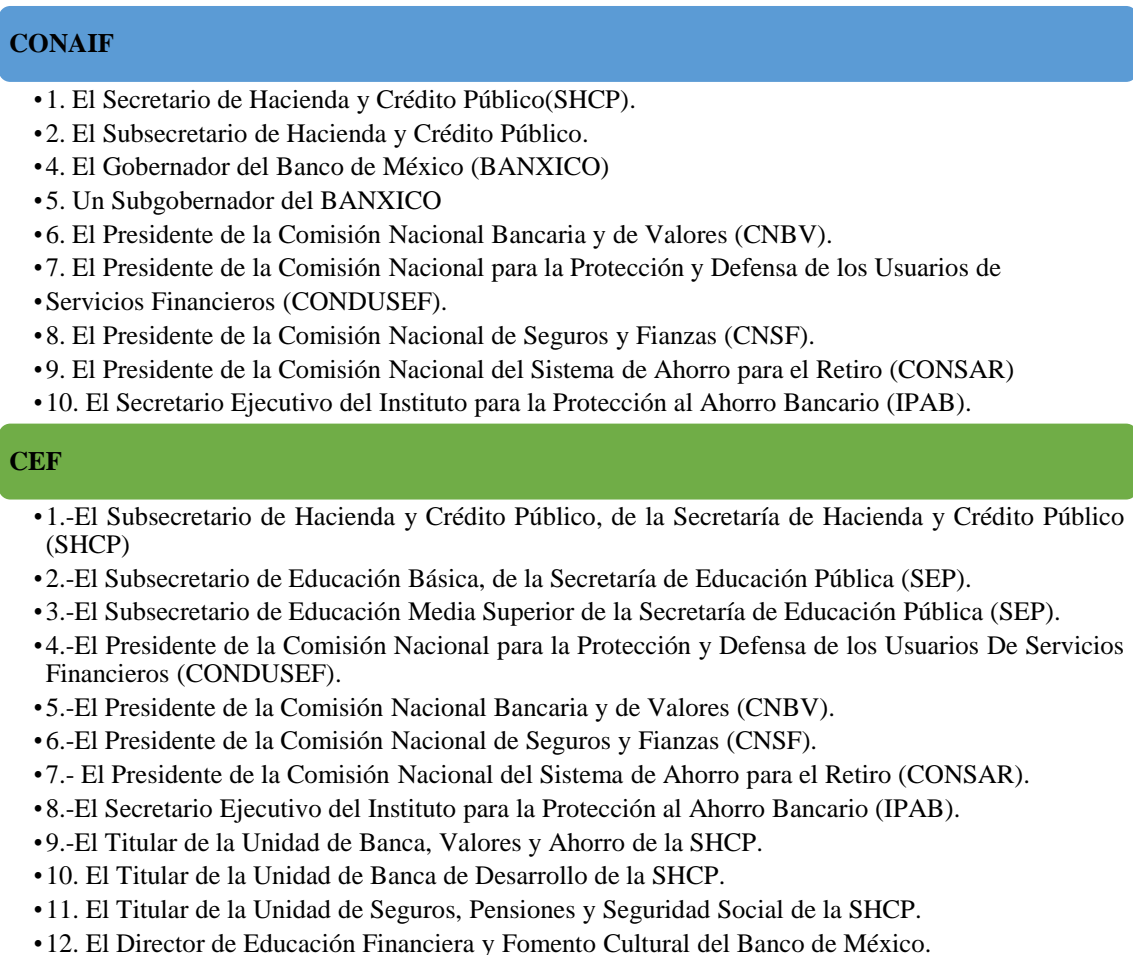 CONAIF
•1. El Secretario de Hacienda y Crédito Público(SHCP).
•2. El Subsecretario de Hacienda y Crédito Público.
•4. El Gobernador del Banco de México (BANXICO)
•5. Un Subgobernador del BANXICO
•6. El Presidente de la Comisión Nacional Bancaria y de Valores (CNBV).
•7. El Presidente de la Comisión Nacional para la Protección y Defensa de los Usuarios de
•Servicios Financieros (CONDUSEF).
•8. El Presidente de la Comisión Nacional de Seguros y Fianzas (CNSF).
•9. El Presidente de la Comisión Nacional del Sistema de Ahorro para el Retiro (CONSAR)
•10. El Secretario Ejecutivo del Instituto para la Protección al Ahorro Bancario (IPAB).
CEF
•1.-El Subsecretario de Hacienda y Crédito Público, de la Secretaría de Hacienda y Crédito Público
(SHCP)
•2.-El Subsecretario de Educación Básica, de la Secretaría de Educación Pública (SEP).
•3.-El Subsecretario de Educación Media Superior de la Secretaría de Educación Pública (SEP).
•4.-El Presidente de la Comisión Nacional para la Protección y Defensa de los Usuarios De Servicios
Financieros (CONDUSEF).
•5.-El Presidente de la Comisión Nacional Bancaria y de Valores (CNBV).
•6.-El Presidente de la Comisión Nacional de Seguros y Fianzas (CNSF).
•7.- El Presidente de la Comisión Nacional del Sistema de Ahorro para el Retiro (CONSAR).
•8.-El Secretario Ejecutivo del Instituto para la Protección al Ahorro Bancario (IPAB).
•9.-El Titular de la Unidad de Banca, Valores y Ahorro de la SHCP.
•10. El Titular de la Unidad de Banca de Desarrollo de la SHCP.
•11. El Titular de la Unidad de Seguros, Pensiones y Seguridad Social de la SHCP.
•12. El Director de Educación Financiera y Fomento Cultural del Banco de México.